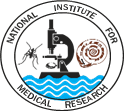 NATIONAL INSTITUTE FOR
MEDICAL RESEARCH